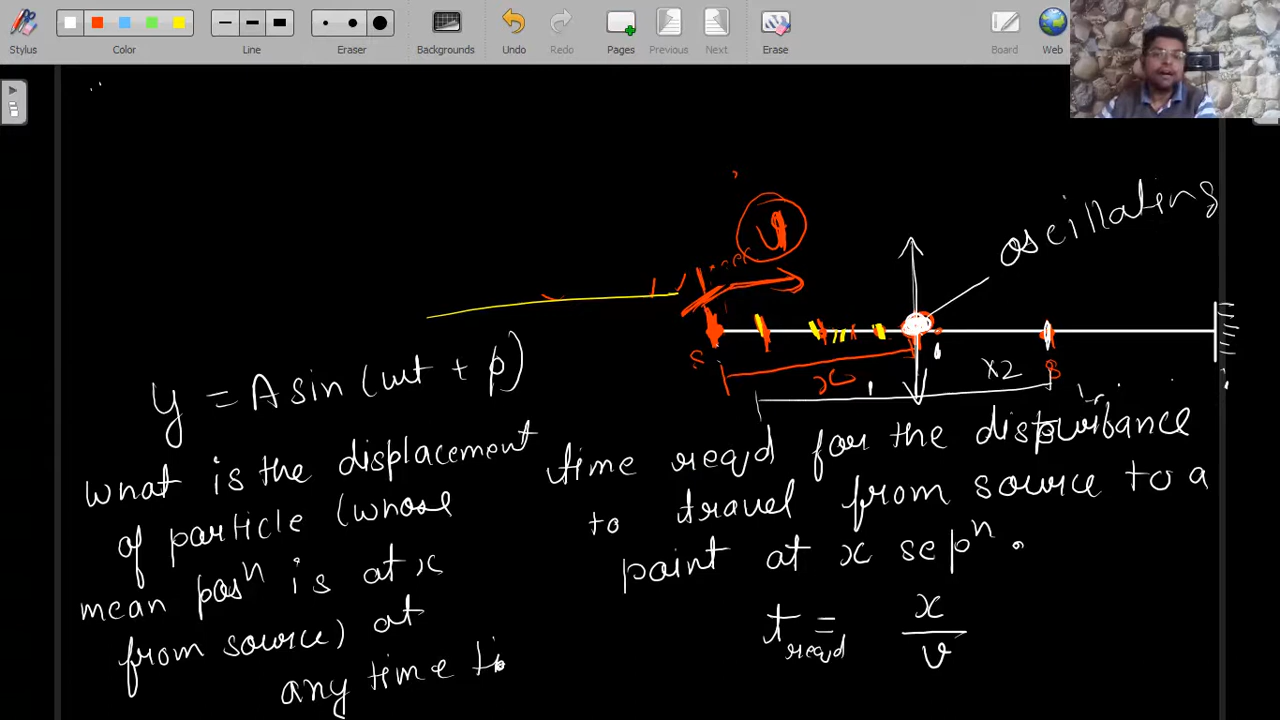 Stylus
Color
Line
Eraser
Backgrounds
Undo
Redo
Pages
Previous
Next
Erase
Board
Web
v
oscillating
S
x
x2
B
y = A sin (wt + p)
what is the displacement
of particle (whose
mean posⁿ is at x
from source) at
any time t
time reqd for the distuibance
to travel from source to a
point at x sepⁿ.
t reqd = x/v